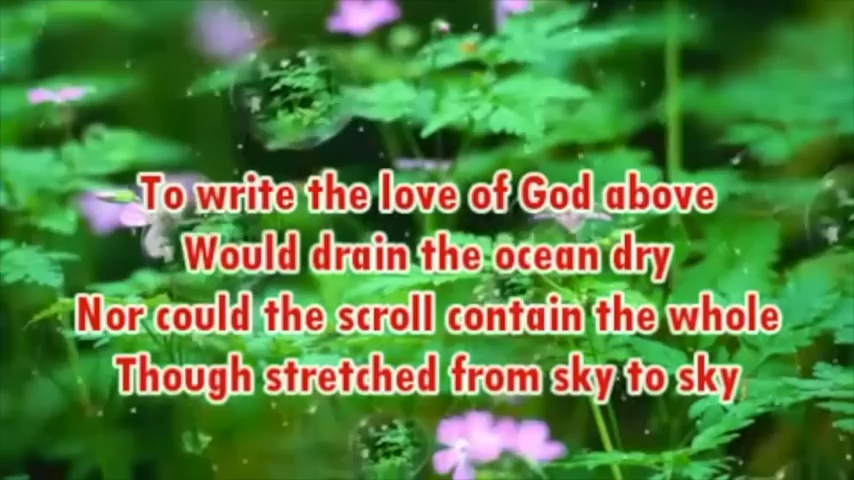 To write the love of God above
Would drain the ocean dry
Nor could the scroll contain the whole
Though stretched from sky to sky